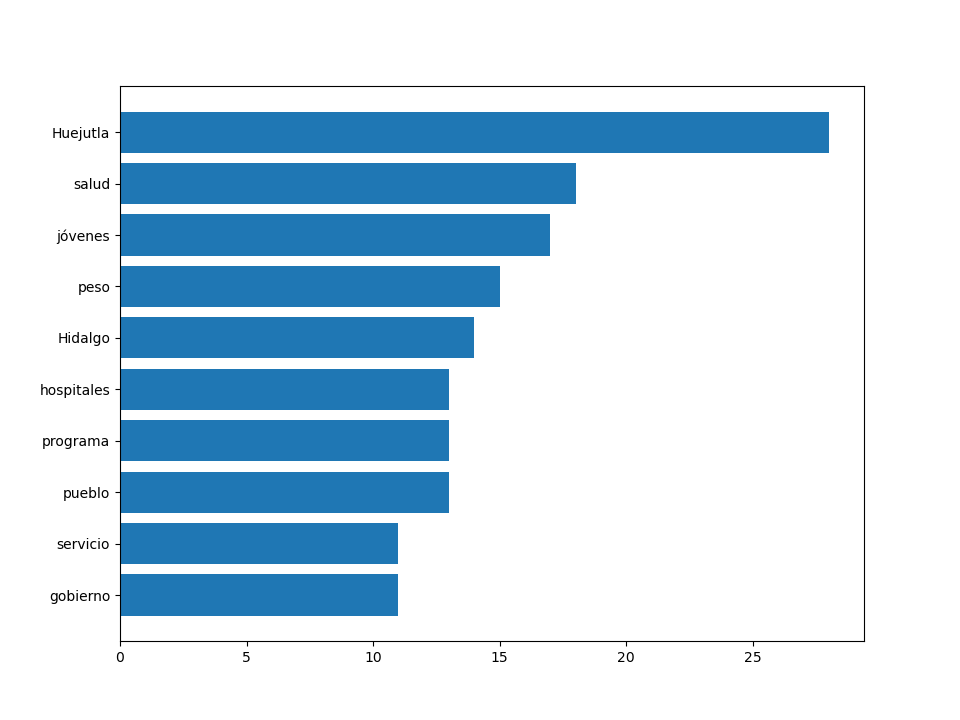 Huejutla
salud
jóvenes
peso
Hidalgo
hospitales
programa
pueblo
servicio
gobierno
0 5 10 15 20 25